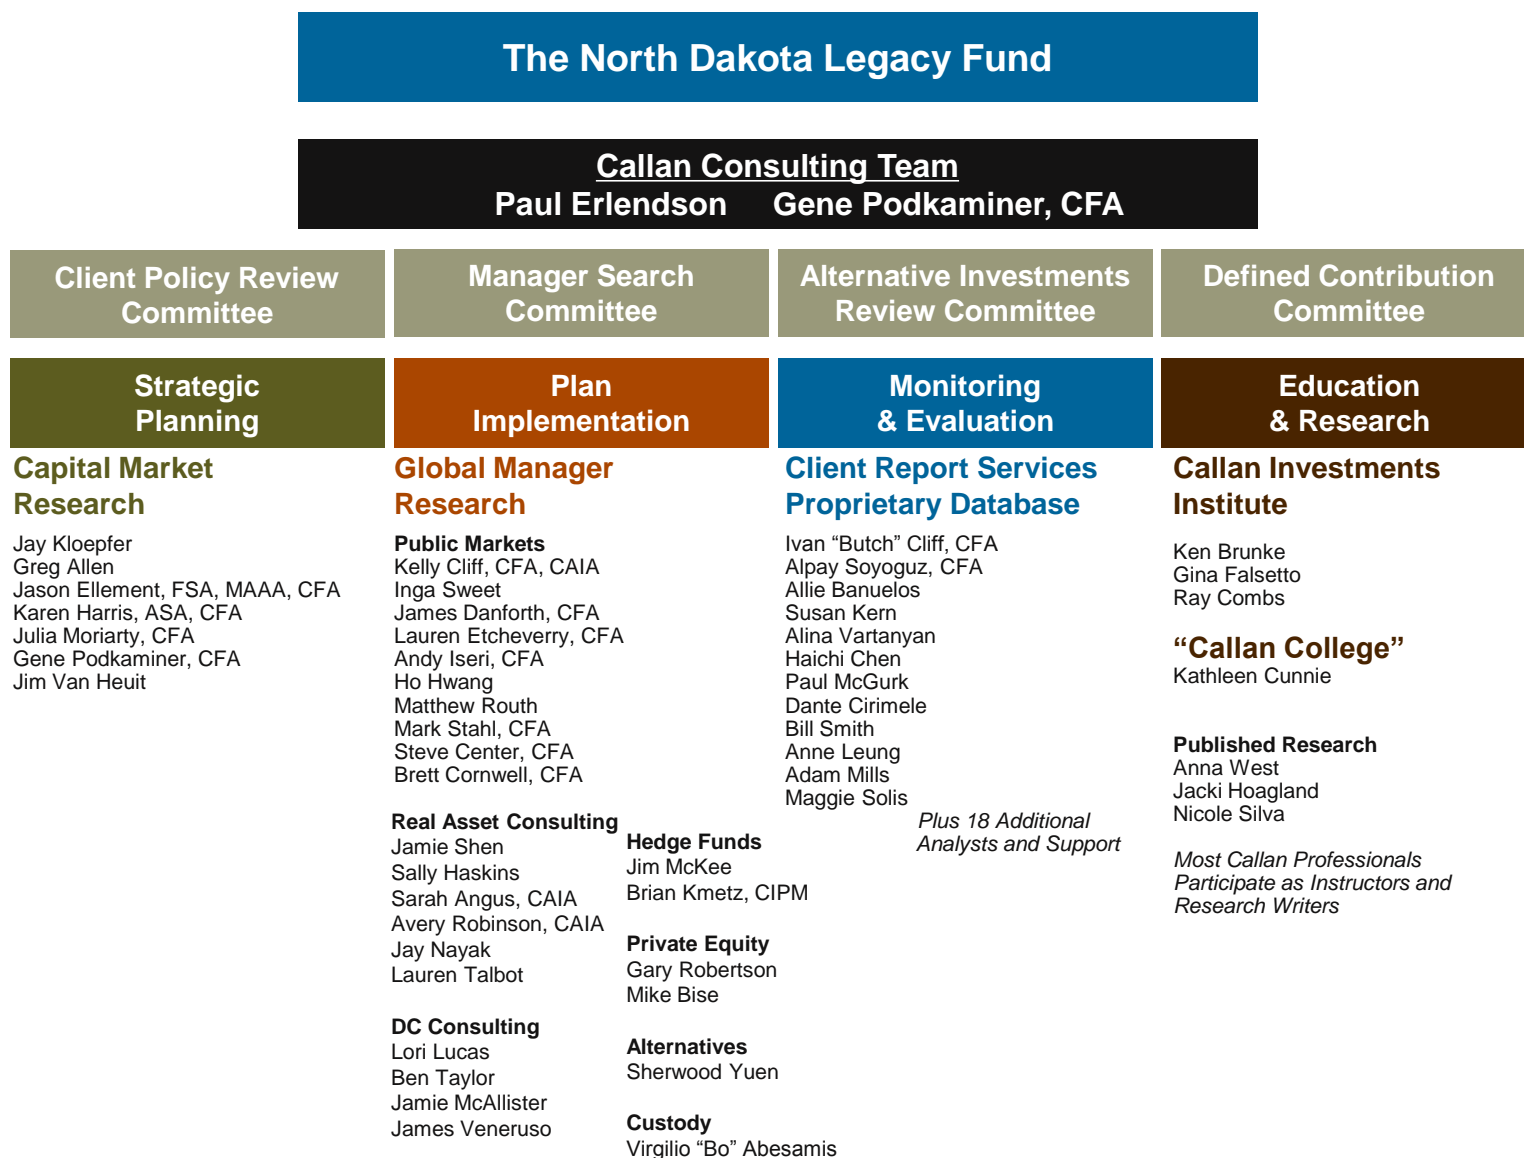 The North Dakota Legacy Fund
Callan Consulting Team
Paul Erlendson Gene Podkaminer, CFA
Client Policy Review
Committee
Manager Search
Committee
Alternative Investments
Review Committee
Defined Contribution
Committee
Strategic
Planning
Plan
Implementation
Monitoring
& Evaluation
Education
& Research
Capital Market
Research
Jay Kloepfer
Greg Allen
Jason Ellement, FSA, MAAA, CFA
Karen Harris, ASA, CFA
Julia Moriarty, CFA
Gene Podkaminer, CFA
Jim Van Heuit
Global Manager
Research
Public Markets
Kelly Cliff, CFA, CAIA
Inga Sweet
James Danforth, CFA
Lauren Etcheverry, CFA
Andy Iseri, CFA
Ho Hwang
Matthew Routh
Mark Stahl, CFA
Steve Center, CFA
Brett Cornwell, CFA
Real Asset Consulting
Jamie Shen
Sally Haskins
Sarah Angus, CAIA
Avery Robinson, CAIA
Jay Nayak
Lauren Talbot
DC Consulting
Lori Lucas
Ben Taylor
Jamie McAllister
James Veneruso
Hedge Funds
Jim McKee
Brian Kmetz, CIPM
Private Equity
Gary Robertson
Mike Bise
Alternatives
Sherwood Yuen
Custody
Virgilio “Bo” Abesamis
Client Report Services
Proprietary Database
Ivan “Butch” Cliff, CFA
Alpay Soyoguz, CFA
Allie Banuelos
Susan Kern
Alina Vartanyan
Haichi Chen
Paul McGurk
Dante Cirimele
Bill Smith
Anne Leung
Adam Mills
Maggie Solis
Plus 18 Additional
Analysts and Support
Callan Investments
Institute
Ken Brunke
Gina Falsetto
Ray Combs
“Callan College”
Kathleen Cunnie
Published Research
Anna West
Jacki Hoagland
Nicole Silva
Most Callan Professionals
Participate as Instructors and
Research Writers